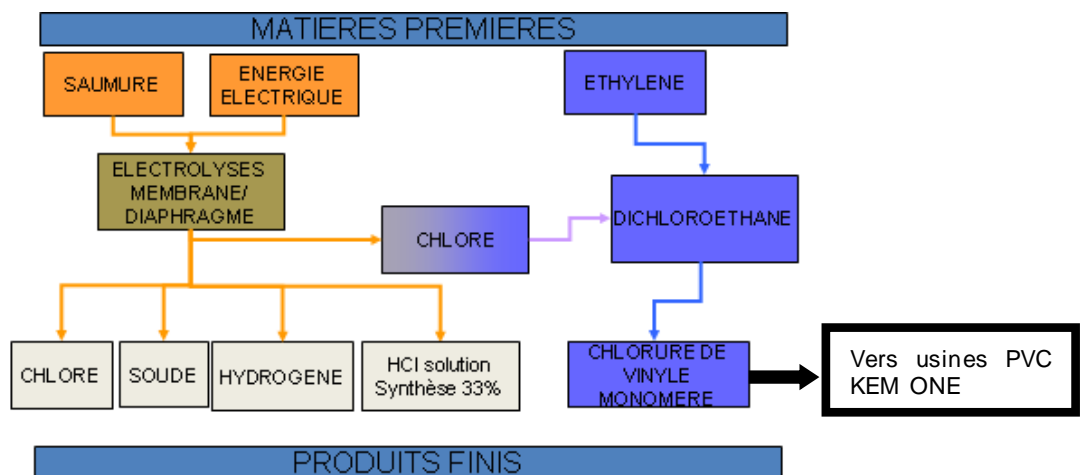 MATIERES PREMIERES
SAUMURE
ENERGIE
ELECTRIQUE
ETHYLENE
ELECTROLYSES
MEMBRANE/
DIAPHRAGME
CHLORE
DICHLOROETHANE
CHLORE
SOUDE
HYDROGENE
HCl solution
Synthèse 33%
CHLORURE DE
VINYLE
MONOMERE
Vers usines PVC
KEM ONE
PRODUITS FINIS